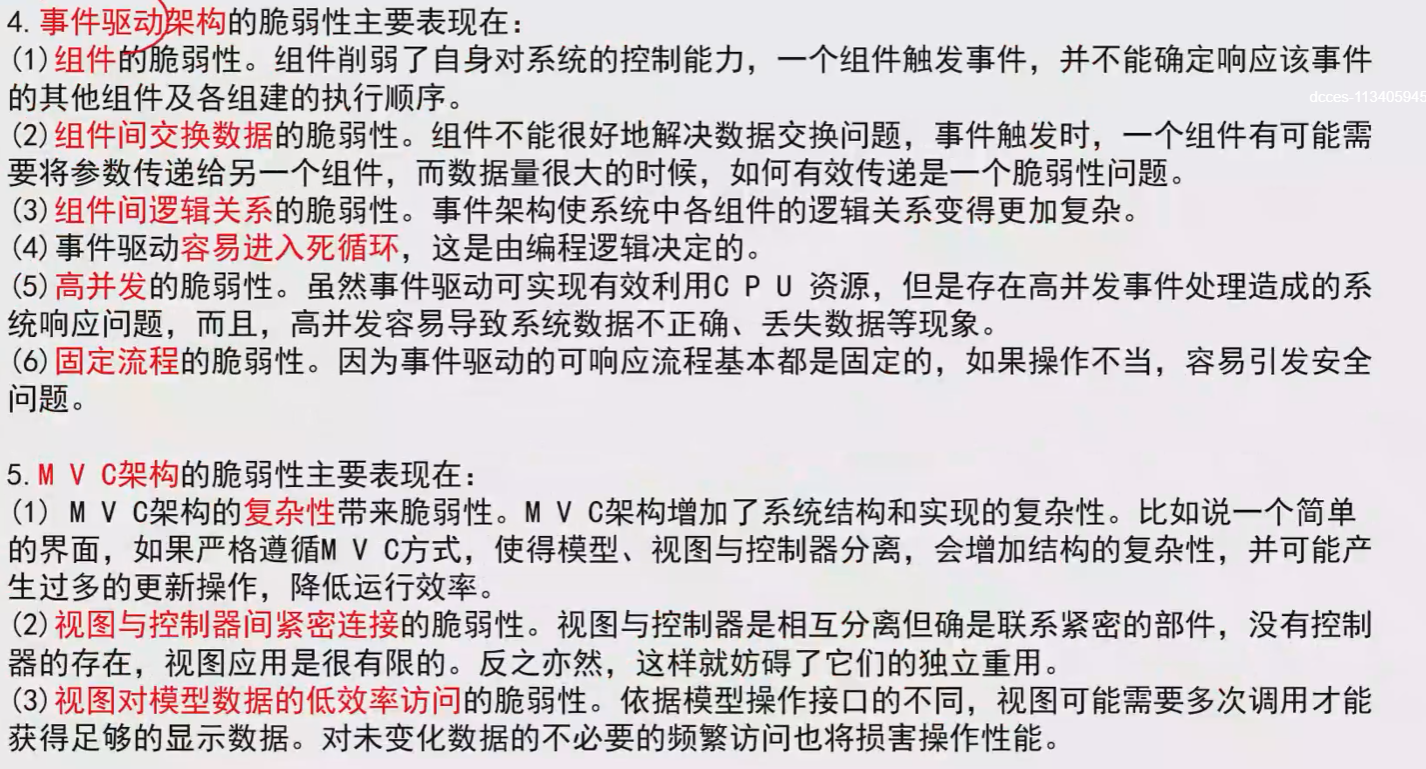 4.事件驱动架构的脆弱性主要表现在：
(1)组件的脆弱性。组件削弱了自身对系统的控制能力，一个组件触发事件，并不能确定响应该事件
的其他组件及各组建的执行顺序。
dcces-113405945
(2)组件间交换数据的脆弱性。组件不能很好地解决数据交换问题，事件触发时，一个组件有可能需
要将参数传递给另一个组件，而数据量很大的时候，如何有效传递是一个脆弱性问题。
(3)组件间逻辑关系的脆弱性。事件架构使系统中各组件的逻辑关系变得更加复杂。
(4)事件驱动容易进入死循环，这是由编程逻辑决定的。
(5)高并发的脆弱性。虽然事件驱动可实现有效利用C P U 资源，但是存在高并发事件处理造成的系
统响应问题，而且，高并发容易导致系统数据不正确、丢失数据等现象。
(6)固定流程的脆弱性。因为事件驱动的可响应流程基本都是固定的，如果操作不当，容易引发安全
问题。
5.M V C架构的脆弱性主要表现在：
(1) M V C架构的复杂性带来脆弱性。M V C架构增加了系统结构和实现的复杂性。比如说一个简单
的界面，如果严格遵循M V C方式，使得模型、视图与控制器分离，会增加结构的复杂性，并可能产
生过多的更新操作，降低运行效率。
(2)视图与控制器间紧密连接的脆弱性。视图与控制器是相互分离但确是联系紧密的部件，没有控制
器的存在，视图应用是很有限的。反之亦然，这样就妨碍了它们的独立重用。
(3)视图对模型数据的低效率访问的脆弱性。依据模型操作接口的不同，视图可能需要多次调用才能
获得足够的显示数据。对未变化数据的不必要的频繁访问也将损害操作性能。